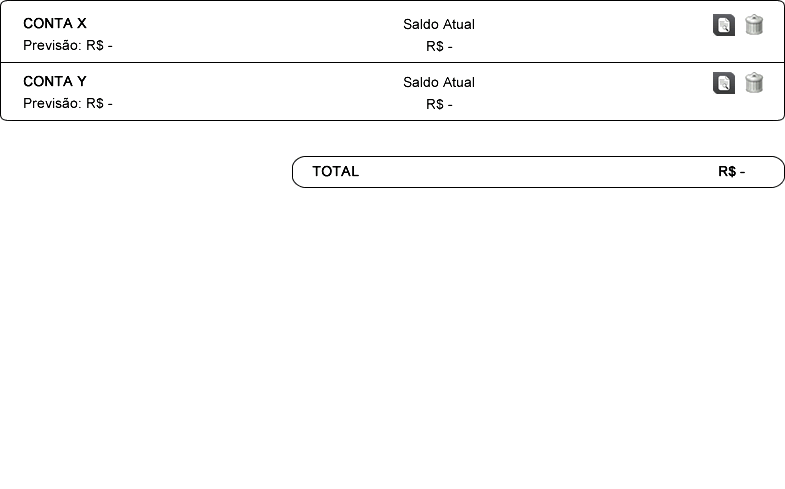 CONTA X
Saldo Atual
Previsão: R$ -
R$ -
CONTA Y
Saldo Atual
Previsão: R$ -
R$ -
TOTAL R$ -